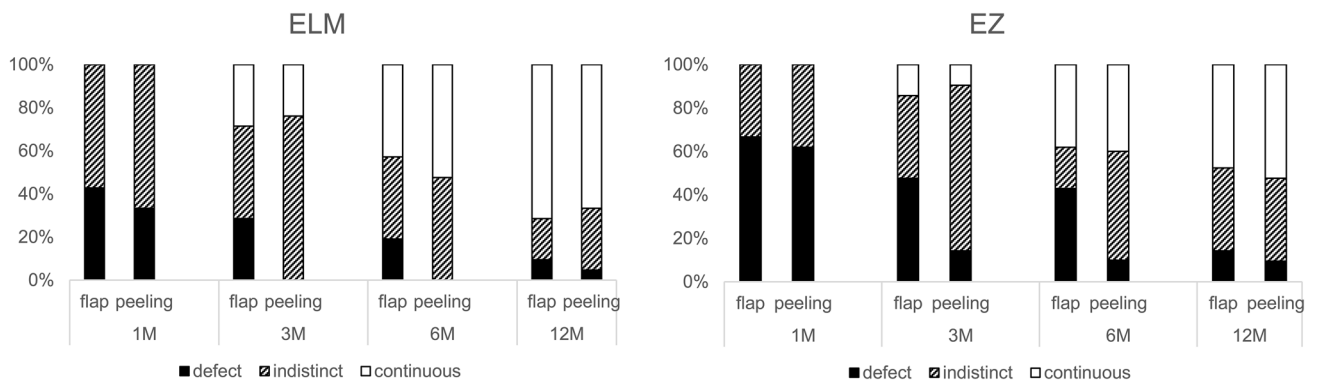 ELM
100%
80%
60%
40%
20%
0%
flap peeling flap peeling flap peeling flap peeling
1M 3M 6M 12M
defect indistinct continuous
EZ
100%
80%
60%
40%
20%
0%
flap peeling flap peeling flap peeling flap peeling
1M 3M 6M 12M
defect indistinct continuous